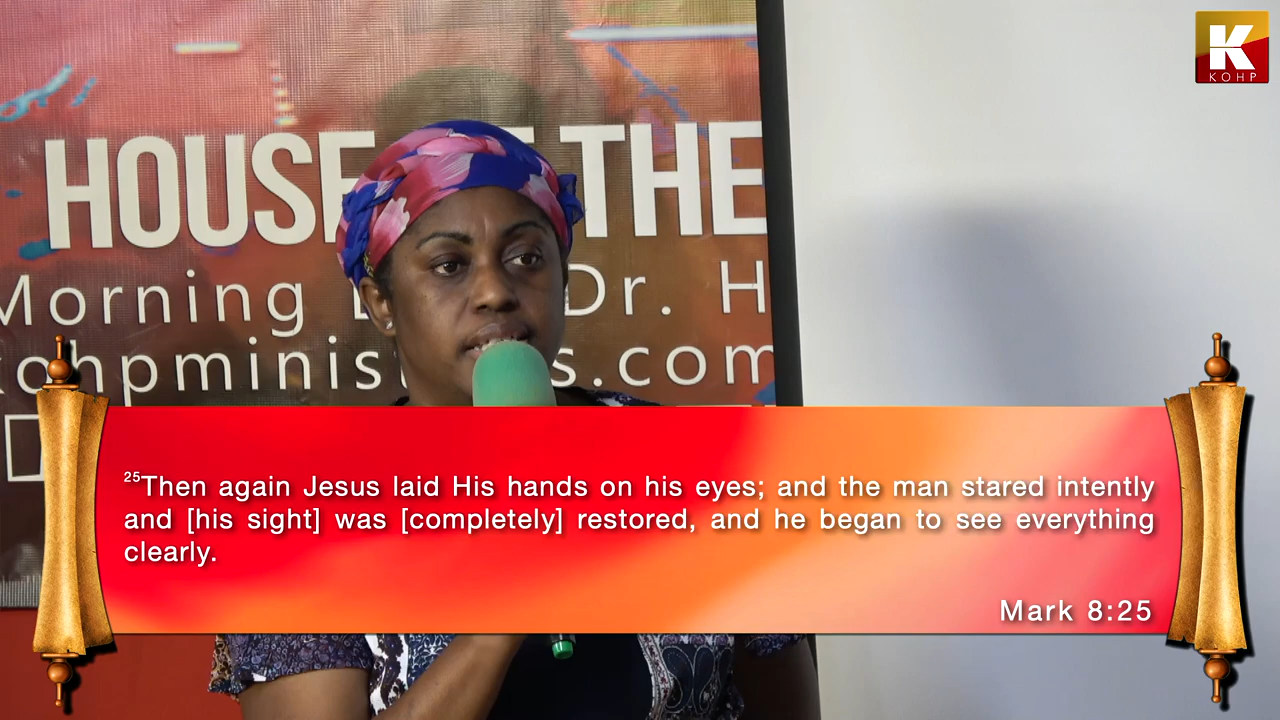 K
KOHP
HOUSE THE
Morning Dr. H
kohpminist s.com
²⁵Then again Jesus laid His hands on his eyes; and the man stared intently
and [his sight] was [completely] restored, and he began to see everything
clearly.
Mark 8:25